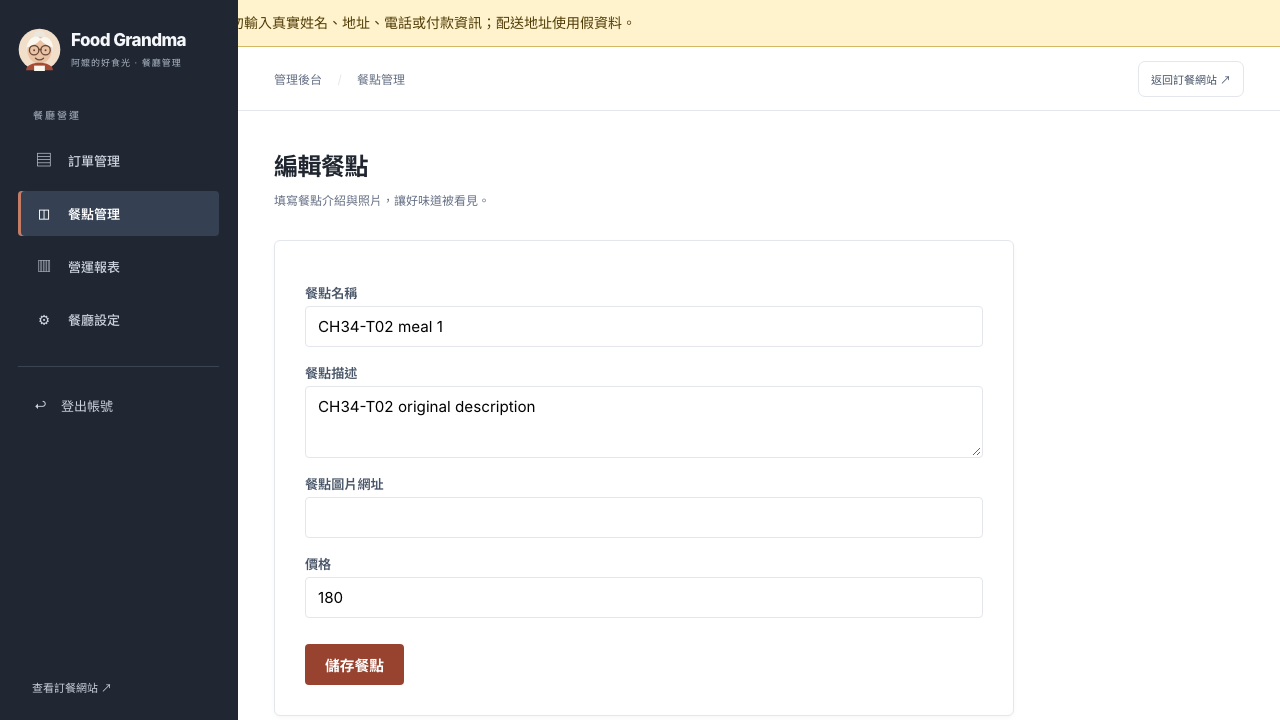 輸入真實姓名、地址、電話或付款資訊；配送地址使用假資料。
Food Grandma
阿嬤的好食光 · 餐廳管理
餐廳營運
訂單管理
餐點管理
營運報表
餐廳設定
登出帳號
查看訂餐網站 ↗
管理後台 / 餐點管理
返回訂餐網站 ↗
編輯餐點
填寫餐點介紹與照片，讓好味道被看見。
餐點名稱
CH34-T02 meal 1
餐點描述
CH34-T02 original description
餐點圖片網址
價格
180
儲存餐點